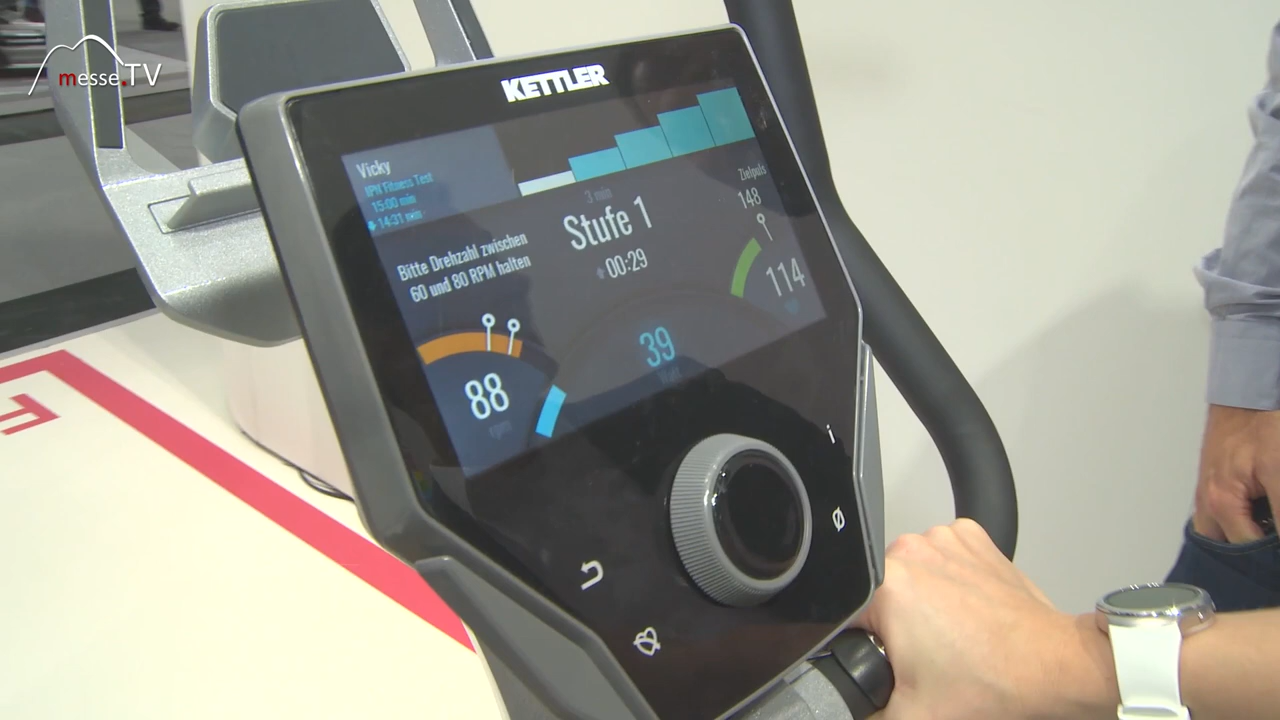 messe.TV
KETTLER
Vicky
IPN Fitness Test
15:00 min
14:31 min
3 min
Stufe 1
00:29
Zielpuls
148
Bitte Drehzahl zwischen
60 und 80 RPM halten
114
39
Watt
88
rpm
i
Ø